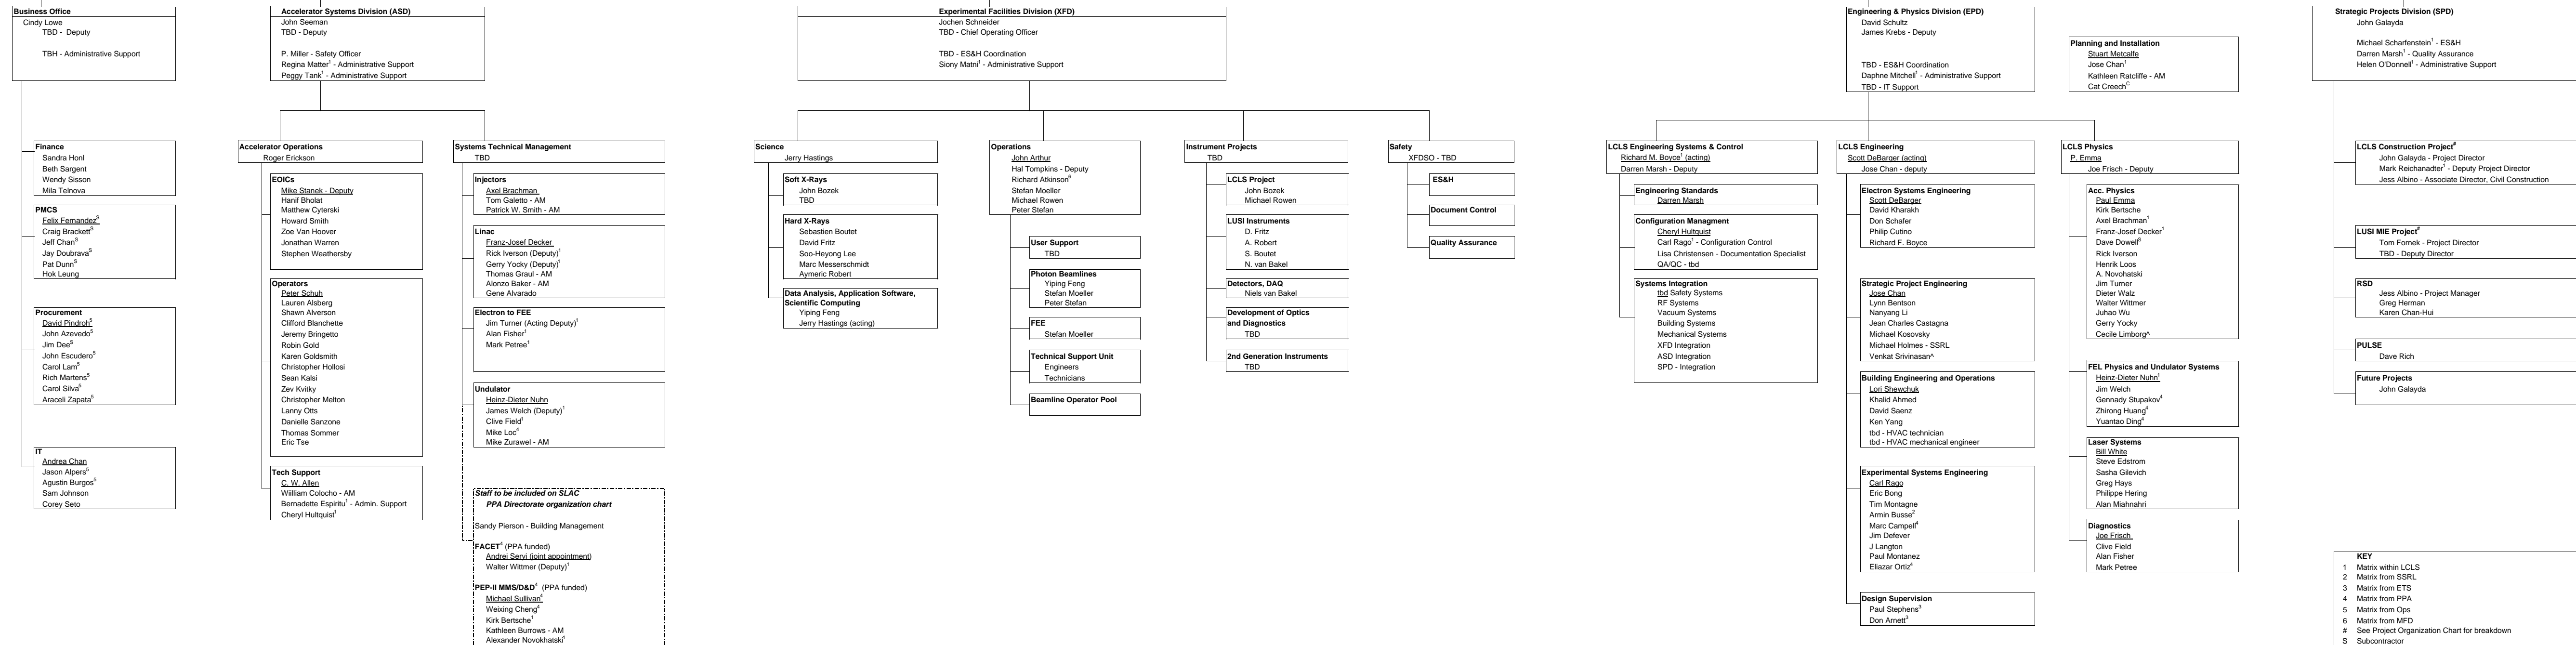 Business Office
Cindy Lowe
TBD - Deputy
TBH - Administrative Support
Finance
Sandra Honl
Beth Sargent
Wendy Sisson
Mila Telnova
PMCS
Felix Fernandez⁵
Craig Brackett⁵
Jeff Chan⁵
Jay Doubrava⁵
Pat Dunn⁵
Hok Leung
Procurement
David Pindroh⁵
John Azevedo⁵
Jim Dee⁵
John Escudero⁵
Carol Lam⁵
Rich Martens⁵
Carol Silva⁵
Araceli Zapata⁵
IT
Andrea Chan
Jason Alpers⁵
Agustin Burgos⁵
Sam Johnson
Corey Seto
Accelerator Systems Division (ASD)
John Seeman
TBD - Deputy
P. Miller - Safety Officer
Regina Matter¹ - Administrative Support
Peggy Tank¹ - Administrative Support
Accelerator Operations
Roger Erickson
EOICs
Mike Stanek - Deputy
Hanif Bholat
Matthew Cyterski
Howard Smith
Zoe Van Hoover
Jonathan Warren
Stephen Weathersby
Operators
Peter Schuh
Lauren Alsberg
Shawn Alverson
Clifford Blanchette
Jeremy Bringetto
Robin Gold
Karen Goldsmith
Christopher Hollosi
Sean Kalsi
Zev Kvitky
Christopher Melton
Lanny Otts
Danielle Sanzone
Thomas Sommer
Eric Tse
Tech Support
C. W. Allen
Wiilliam Colocho - AM
Bernadette Espiritu¹ - Admin. Support
Cheryl Hultquist¹
Systems Technical Management
TBD
Injectors
Axel Brachman
Tom Galetto - AM
Patrick W. Smith - AM
Linac
Franz-Josef Decker
Rick Iverson (Deputy)¹
Gerry Yocky (Deputy)¹
Thomas Graul - AM
Alonzo Baker - AM
Gene Alvarado
Electron to FEE
Jim Turner (Acting Deputy)¹
Alan Fisher¹
Mark Petree¹
Undulator
Heinz-Dieter Nuhn
James Welch (Deputy)¹
Clive Field¹
Mike Loc⁴
Mike Zurawel - AM
Staff to be included on SLAC
PPA Directorate organization chart
Sandy Pierson - Building Management
FACET⁴ (PPA funded)
Andrei Seryi (joint appointment)
Walter Wittmer (Deputy)¹
PEP-II MMS/D&D⁴ (PPA funded)
Michael Sullivan⁴
Weixing Cheng⁴
Kirk Bertsche¹
Kathleen Burrows - AM
Alexander Novokhatski¹
Experimental Facilities Division (XFD)
Jochen Schneider
TBD - Chief Operating Officer
TBD - ES&H Coordination
Siony Matni¹ - Administrative Support
Science
Jerry Hastings
Soft X-Rays
John Bozek
TBD
Hard X-Rays
Sebastien Boutet
David Fritz
Soo-Heyong Lee
Marc Messerschmidt
Aymeric Robert
Data Analysis, Application Software,
Scientific Computing
Yiping Feng
Jerry Hastings (acting)
Operations
John Arthur
Hal Tompkins - Deputy
Richard Atkinson⁶
Stefan Moeller
Michael Rowen
Peter Stefan
User Support
TBD
Photon Beamlines
Yiping Feng
Stefan Moeller
Peter Stefan
FEE
Stefan Moeller
Technical Support Unit
Engineers
Technicians
Beamline Operator Pool
Instrument Projects
TBD
LCLS Project
John Bozek
Michael Rowen
LUSI Instruments
D. Fritz
A. Robert
S. Boutet
N. van Bakel
Detectors, DAQ
Niels van Bakel
Development of Optics
and Diagnostics
TBD
2nd Generation Instruments
TBD
Safety
XFDSO - TBD
ES&H
Document Control
Quality Assurance
Engineering & Physics Division (EPD)
David Schultz
James Krebs - Deputy
TBD - ES&H Coordination
Daphne Mitchell¹ - Administrative Support
TBD - IT Support
Planning and Installation
Stuart Metcalfe
Jose Chan¹
Kathleen Ratcliffe - AM
Cat Creech^C
LCLS Engineering Systems & Control
Richard M. Boyce¹ (acting)
Darren Marsh - Deputy
Engineering Standards
Darren Marsh
Configuration Managment
Cheryl Hultquist
Carl Rago¹ - Configuration Control
Lisa Christensen - Documentation Specialist
QA/QC - tbd
Systems Integration
tbd Safety Systems
RF Systems
Vacuum Systems
Building Systems
Mechanical Systems
XFD Integration
ASD Integration
SPD - Integration
LCLS Engineering
Scott DeBarger (acting)
Jose Chan - deputy
Electron Systems Engineering
Scott DeBarger
David Kharakh
Don Schafer
Philip Cutino
Richard F. Boyce
Strategic Project Engineering
Jose Chan
Lynn Bentson
Nanyang Li
Jean Charles Castagna
Michael Kosovsky
Michael Holmes - SSRL
Venkat Srivinasan^
Building Engineering and Operations
Lori Shewchuk
Khalid Ahmed
David Saenz
Ken Yang
tbd - HVAC technician
tbd - HVAC mechanical engineer
Experimental Systems Engineering
Carl Rago
Eric Bong
Tim Montagne
Armin Busse²
Marc Campell⁴
Jim Defever
J Langton
Paul Montanez
Eliazar Ortiz⁴
Design Supervision
Paul Stephens³
Don Arnett³
LCLS Physics
P. Emma
Joe Frisch - Deputy
Acc. Physics
Paul Emma
Kirk Bertsche
Axel Brachman¹
Franz-Josef Decker¹
Dave Dowell⁶
Rick Iverson
Henrik Loos
A. Novohatski
Jim Turner
Dieter Walz
Walter Wittmer
Juhao Wu
Gerry Yocky
Cecile Limborg^
FEL Physics and Undulator Systems
Heinz-Dieter Nuhn¹
Jim Welch
Gennady Stupakov⁴
Zhirong Huang⁴
Yuantao Ding⁴
Laser Systems
Bill White
Steve Edstrom
Sasha Gilevich
Greg Hays
Philippe Hering
Alan Miahnahri
Diagnostics
Joe Frisch
Clive Field
Alan Fisher
Mark Petree
Strategic Projects Division (SPD)
John Galayda
Michael Scharfenstein¹ - ES&H
Darren Marsh¹ - Quality Assurance
Helen O'Donnell¹ - Administrative Support
LCLS Construction Project#
John Galayda - Project Director
Mark Reichanadter¹ - Deputy Project Director
Jess Albino - Associate Director, Civil Construction
LUSI MIE Project#
Tom Fornek - Project Director
TBD - Deputy Director
RSD
Jess Albino - Project Manager
Greg Herman
Karen Chan-Hui
PULSE
Dave Rich
Future Projects
John Galayda
KEY
1 Matrix within LCLS
2 Matrix from SSRL
3 Matrix from ETS
4 Matrix from PPA
5 Matrix from Ops
6 Matrix from MFD
# See Project Organization Chart for breakdown
S Subcontractor